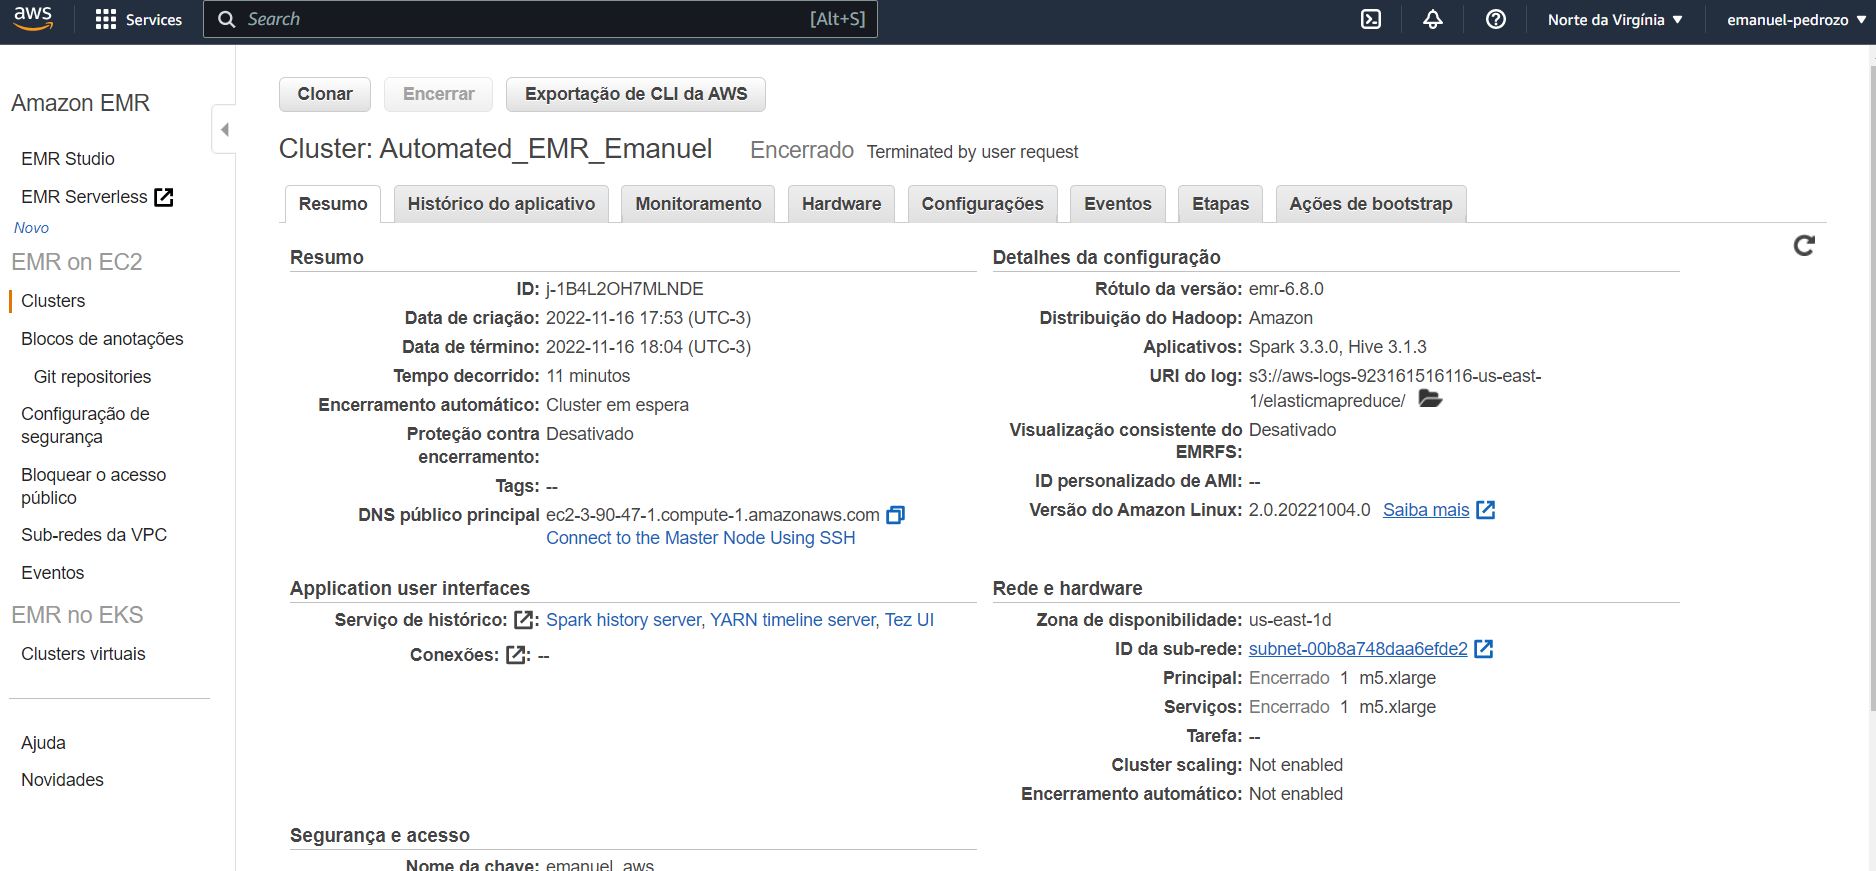 aws
Services
Search
[Alt+S]
Norte da Virgínia
emanuel-pedrozo
Amazon EMR
EMR Studio
EMR Serverless
Novo
EMR on EC2
Clusters
Blocos de anotações
Git repositories
Configuração de
segurança
Bloquear o acesso
público
Sub-redes da VPC
Eventos
EMR no EKS
Clusters virtuais
Ajuda
Novidades
Clonar
Encerrar
Exportação de CLI da AWS
Cluster: Automated_EMR_Emanuel Encerrado Terminated by user request
Resumo
Histórico do aplicativo
Monitoramento
Hardware
Configurações
Eventos
Etapas
Ações de bootstrap
Resumo
ID: j-1B4L2OH7MLNDE
Data de criação: 2022-11-16 17:53 (UTC-3)
Data de término: 2022-11-16 18:04 (UTC-3)
Tempo decorrido: 11 minutos
Encerramento automático: Cluster em espera
Proteção contra Desativado
encerramento:
Tags: --
DNS público principal ec2-3-90-47-1.compute-1.amazonaws.com
Connect to the Master Node Using SSH
Detalhes da configuração
Rótulo da versão: emr-6.8.0
Distribuição do Hadoop: Amazon
Aplicativos: Spark 3.3.0, Hive 3.1.3
URI do log: s3://aws-logs-923161516116-us-east-
1/elasticmapreduce/
Visualização consistente do Desativado
EMRFS:
ID personalizado de AMI: --
Versão do Amazon Linux: 2.0.20221004.0 Saiba mais
Application user interfaces
Serviço de histórico: : Spark history server, YARN timeline server, Tez UI
Conexões: : --
Rede e hardware
Zona de disponibilidade: us-east-1d
ID da sub-rede: subnet-00b8a748daa6efde2
Principal: Encerrado 1 m5.xlarge
Serviços: Encerrado 1 m5.xlarge
Tarefa: --
Cluster scaling: Not enabled
Encerramento automático: Not enabled
Segurança e acesso
Nome da chave: emanuel_aws